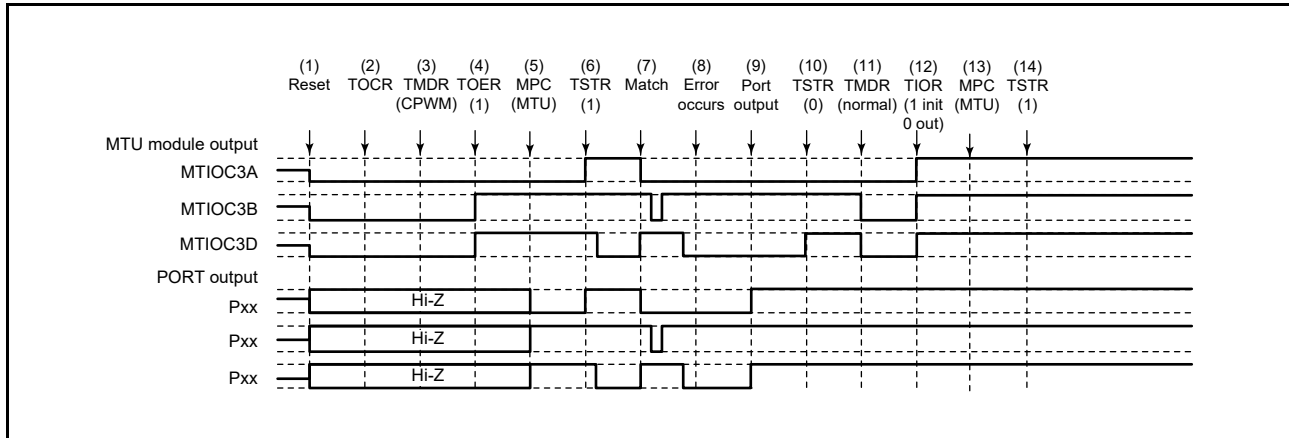 (1) (2) (3) (4) (5) (6) (7) (8) (9) (10) (11) (12) (13) (14)
Reset TOCR TMDR TOER MPC TSTR Match Error Port TSTR TMDR TIOR MPC TSTR
(CPWM) (1) (MTU) (1) occurs output (0) (normal) (1 init (MTU) (1)
0 out)
MTU module output
MTIOC3A
MTIOC3B
MTIOC3D
PORT output
Pxx Hi-Z
Pxx Hi-Z
Pxx Hi-Z